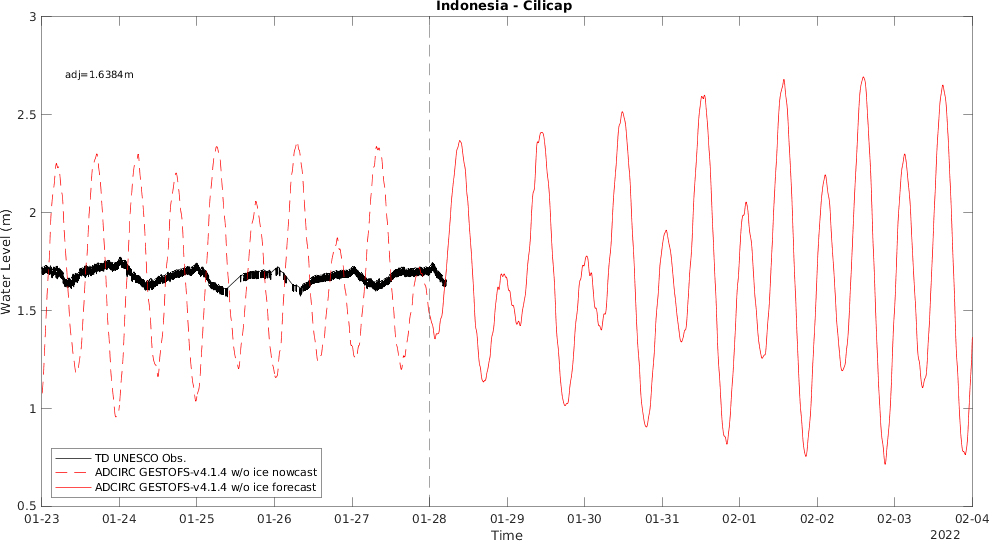 Indonesia - Cilicap
3
adj=1.6384m
2.5
2
Water Level (m)
1.5
1
0.5
TD UNESCO Obs.
ADCIRC GESTOFS-v4.1.4 w/o ice nowcast
ADCIRC GESTOFS-v4.1.4 w/o ice forecast
01-23 01-24 01-25 01-26 01-27 01-28 01-29 01-30 01-31 02-01 02-02 02-03 02-04
Time
2022